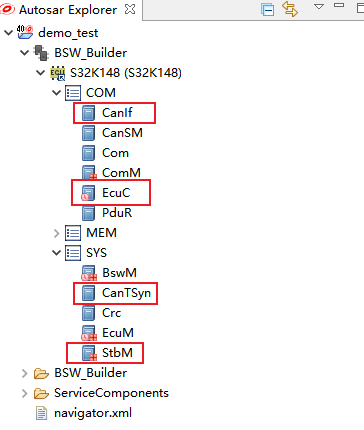 Autosar Explorer
demo_test
BSW_Builder
S32K148 (S32K148)
COM
CanIf
CanSM
Com
ComM
EcuC
PduR
MEM
SYS
BswM
CanTSyn
Crc
EcuM
StbM
BSW_Builder
ServiceComponents
navigator.xml